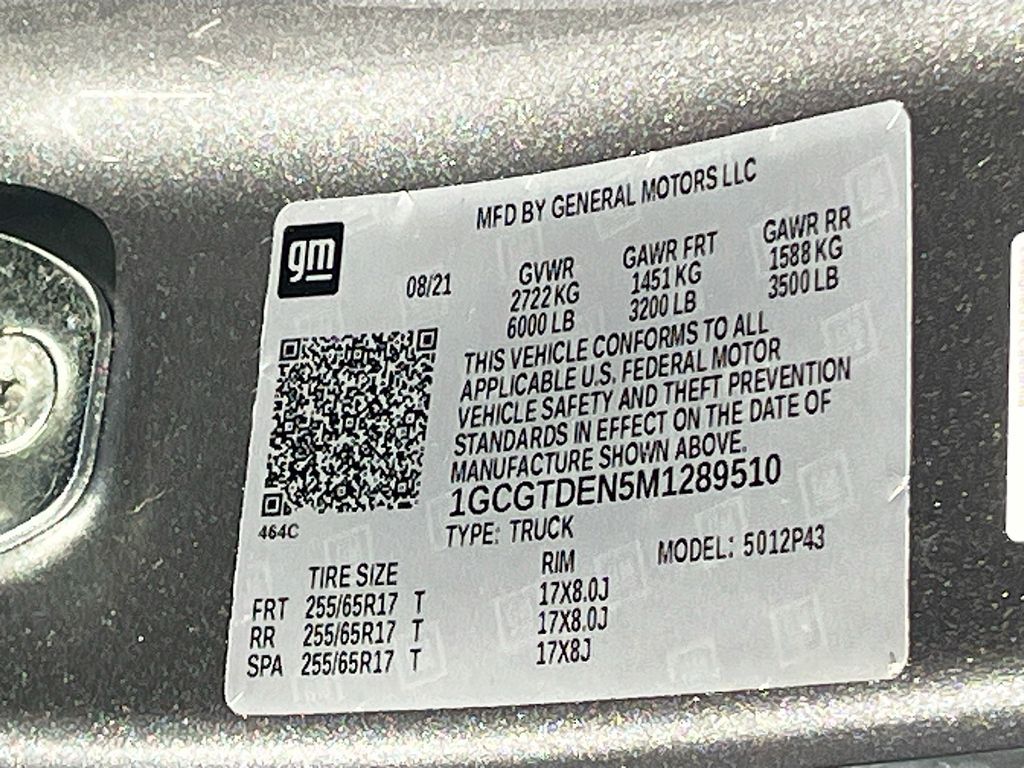 MFD BY GENERAL MOTORS LLC
gm
08/21 GVWR GAWR FRT GAWR RR
2722 KG 1451 KG 1588 KG
6000 LB 3200 LB 3500 LB
THIS VEHICLE CONFORMS TO ALL
APPLICABLE U.S. FEDERAL MOTOR
VEHICLE SAFETY AND THEFT PREVENTION
STANDARDS IN EFFECT ON THE DATE OF
MANUFACTURE SHOWN ABOVE.
1GCGTDEN5M1289510
464C
TYPE: TRUCK MODEL: 5012P43
TIRE SIZE RIM
FRT 255/65R17 T 17X8.0J
RR 255/65R17 T 17X8.0J
SPA 255/65R17 T 17X8J